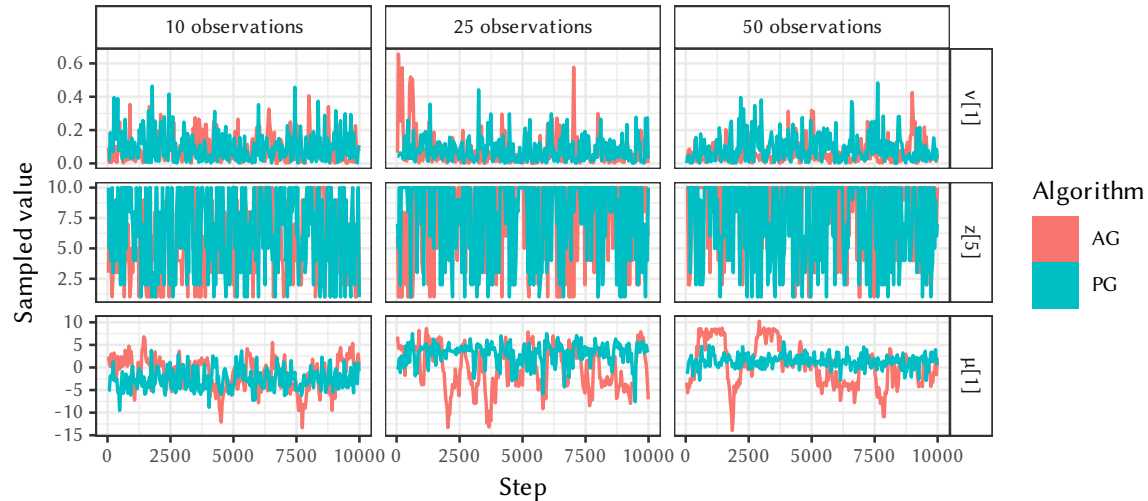 10 observations
25 observations
50 observations
0.6
0.4
0.2
0.0
v[1]
10.0
7.5
5.0
2.5
z[5]
10
5
0
-5
-10
-15
μ[1]
0
2500
5000
7500
10000
0
2500
5000
7500
10000
0
2500
5000
7500
10000
Step
Sampled value
Algorithm
AG
PG